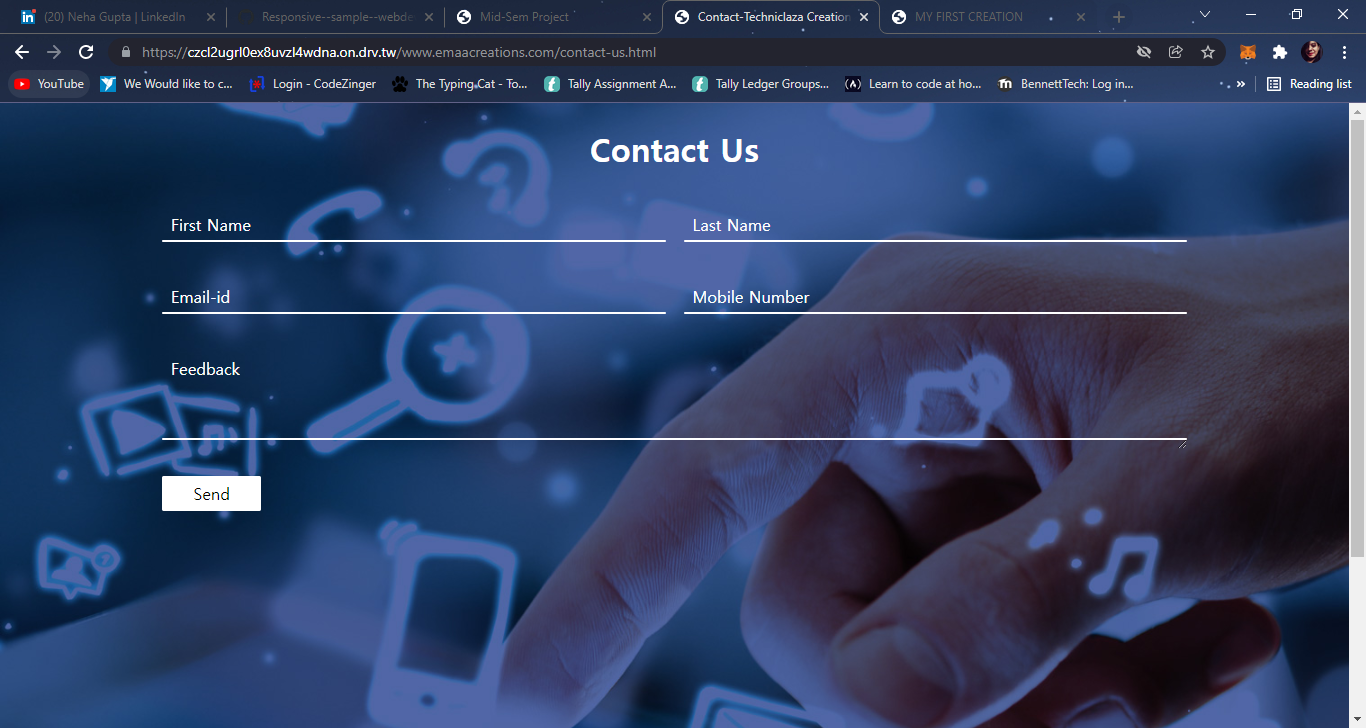 (20) Neha Gupta | LinkedIn
Responsive--sample--webde
Mid-Sem Project
Contact-Techniclaza Creation
MY FIRST CREATION
https://czcl2ugrl0ex8uvzl4wdna.on.drv.tw/www.emaacreations.com/contact-us.html
YouTube
We Would like to c...
Login - CodeZinger
The Typing Cat - To...
Tally Assignment A...
Tally Ledger Groups...
Learn to code at ho...
BennettTech: Log in...
»
Reading list
Contact Us
First Name
Last Name
Email-id
Mobile Number
Feedback
Send